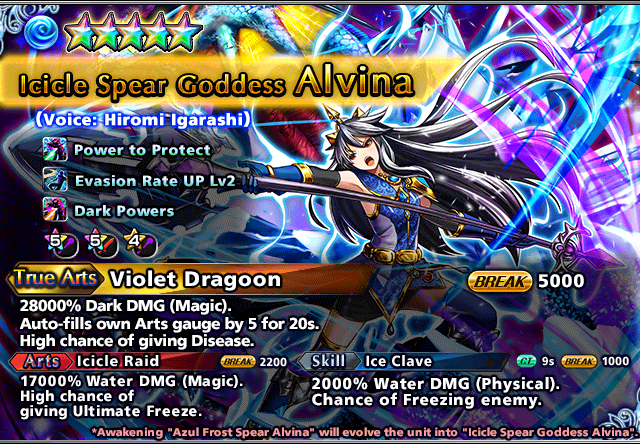 Icicle Spear Goddess Alvina
(Voice: Hiromi Igarashi)
Power to Protect
Evasion Rate UP Lv2
Dark Powers
5 5 4
True Arts Violet Dragoon BREAK 5000
28000% Dark DMG (Magic).
Auto-fills own Arts gauge by 5 for 20s.
High chance of giving Disease.
Arts Icicle Raid BREAK 2200
17000% Water DMG (Magic).
High chance of
giving Ultimate Freeze.
Skill Ice Clave CT 9s BREAK 1000
2000% Water DMG (Physical).
Chance of Freezing enemy.
*Awakening "Azul Frost Spear Alvina" will evolve the unit into "Icicle Spear Goddess Alvina".